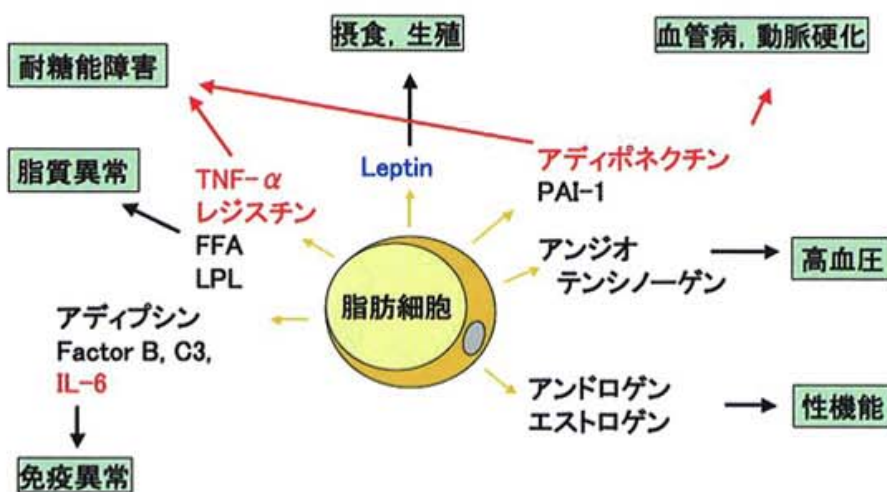 摂食, 生殖
血管病, 動脈硬化
耐糖能障害
脂質異常
TNF-α
レジスチン
FFA
LPL
Leptin
アディポネクチン
PAI-1
アンジオ
テンシノーゲン
高血圧
脂肪細胞
アディプシン
Factor B, C3,
IL-6
アンドロゲン
エストロゲン
性機能
免疫異常